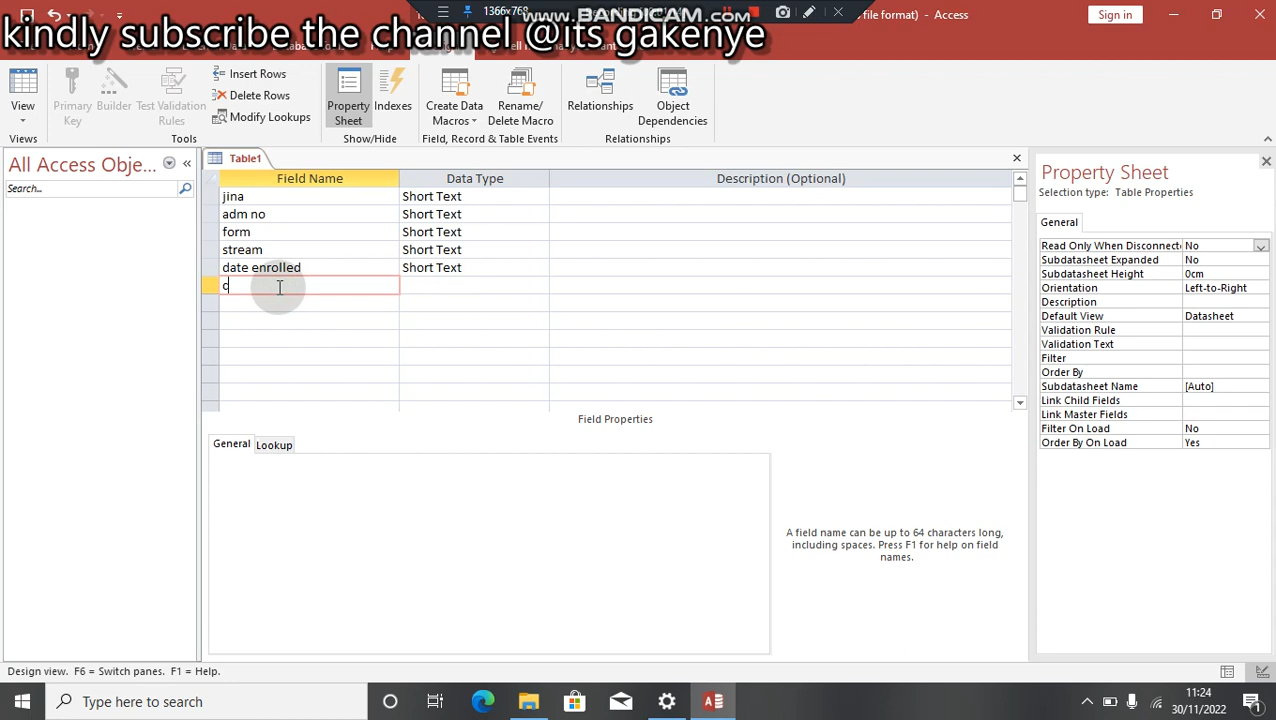 1366x768
www.BANDICAM.com
file format) - Access
Sign in
kindly subscribe the channel @its gakenye
View
Primary Key
Builder
Test Validation Rules
Insert Rows
Delete Rows
Modify Lookups
Property Sheet
Indexes
Create Data Macros
Rename/ Delete Macro
Relationships
Object Dependencies
Views
Tools
Show/Hide
Field, Record & Table Events
Relationships
All Access Obje...
Search...
Table1
Field Name Data Type Description (Optional)
jina Short Text
adm no Short Text
form Short Text
stream Short Text
date enrolled Short Text
c
Field Properties
General Lookup
A field name can be up to 64 characters long,
including spaces. Press F1 for help on field
names.
Property Sheet
Selection type: Table Properties
General
Read Only When Disconnecte No
Subdatasheet Expanded No
Subdatasheet Height 0cm
Orientation Left-to-Right
Description
Default View Datasheet
Validation Rule
Validation Text
Filter
Order By
Subdatasheet Name [Auto]
Link Child Fields
Link Master Fields
Filter On Load No
Order By On Load Yes
Design view. F6 = Switch panes. F1 = Help.
Type here to search
11:24
30/11/2022
1